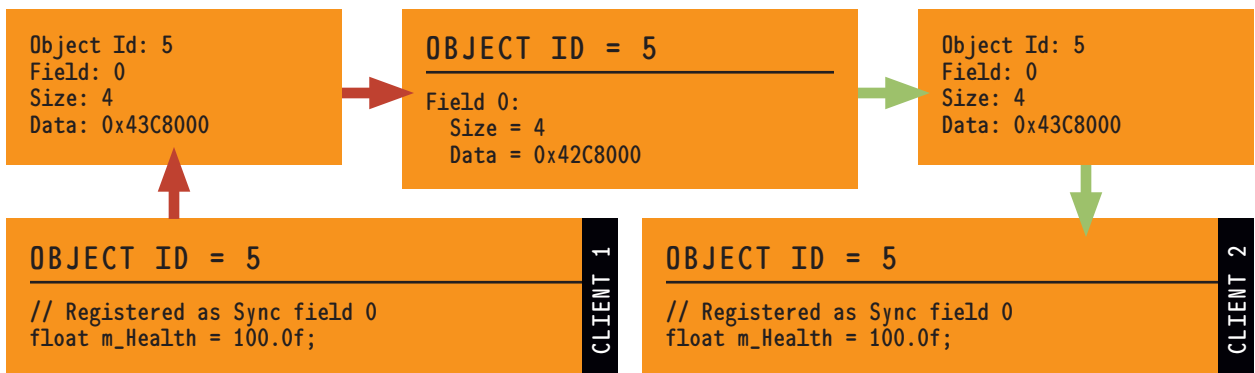 Object Id: 5
Field: 0
Size: 4
Data: 0x43C8000
OBJECT ID = 5
Field 0:
Size = 4
Data = 0x42C8000
Object Id: 5
Field: 0
Size: 4
Data: 0x43C8000
OBJECT ID = 5
// Registered as Sync field 0
float m_Health = 100.0f;
CLIENT 1
OBJECT ID = 5
// Registered as Sync field 0
float m_Health = 100.0f;
CLIENT 2